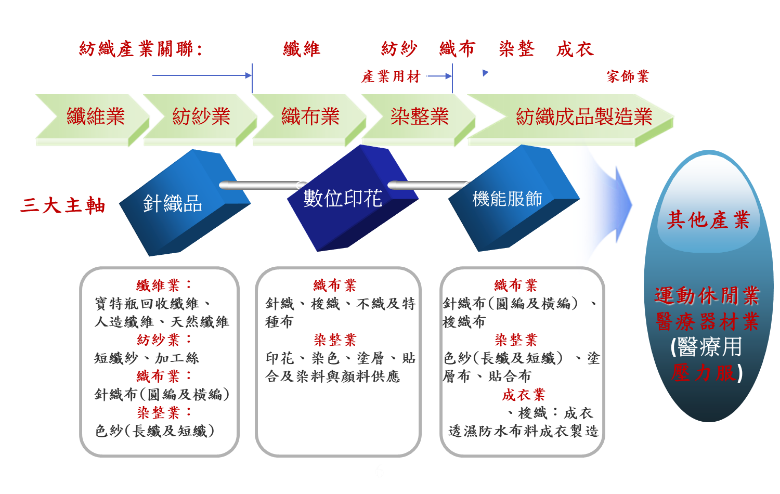 紡織產業關聯: 纖維 紡紗 織布 染整 成衣
產業用材 家飾業
纖維業 紡紗業 織布業 染整業 紡織成品製造業
三大主軸 針織品 數位印花 機能服飾
纖維業：
寶特瓶回收纖維、
人造纖維、天然纖維
紡紗業：
短纖紗、加工絲
織布業：
針織布(圓編及橫編)
染整業：
色紗(長纖及短纖)
織布業
針織、梭織、不織及特
種布
染整業
印花、染色、塗層、貼
合及染料與顏料供應
織布業
針織布(圓編及橫編)、
梭織布
染整業
色紗(長纖及短纖)、塗
層布、貼合布
成衣業
、梭織：成衣
透濕防水布料成衣製造
其他產業
運動休閒業
醫療器材業
(醫療用
壓力服)